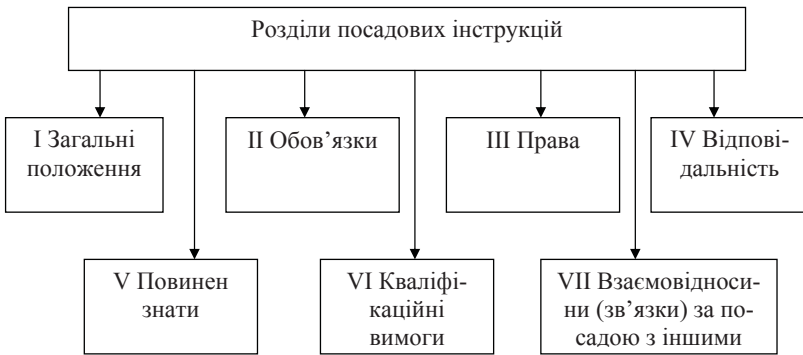 Розділи посадових інструкцій
I Загальні
положення
II Обов’язки
III Права
IV Відпові-
дальність
V Повинен
знати
VI Кваліфі-
каційні
вимоги
VII Взаємовідноси-
ни (зв’язки) за по-
садою з іншими